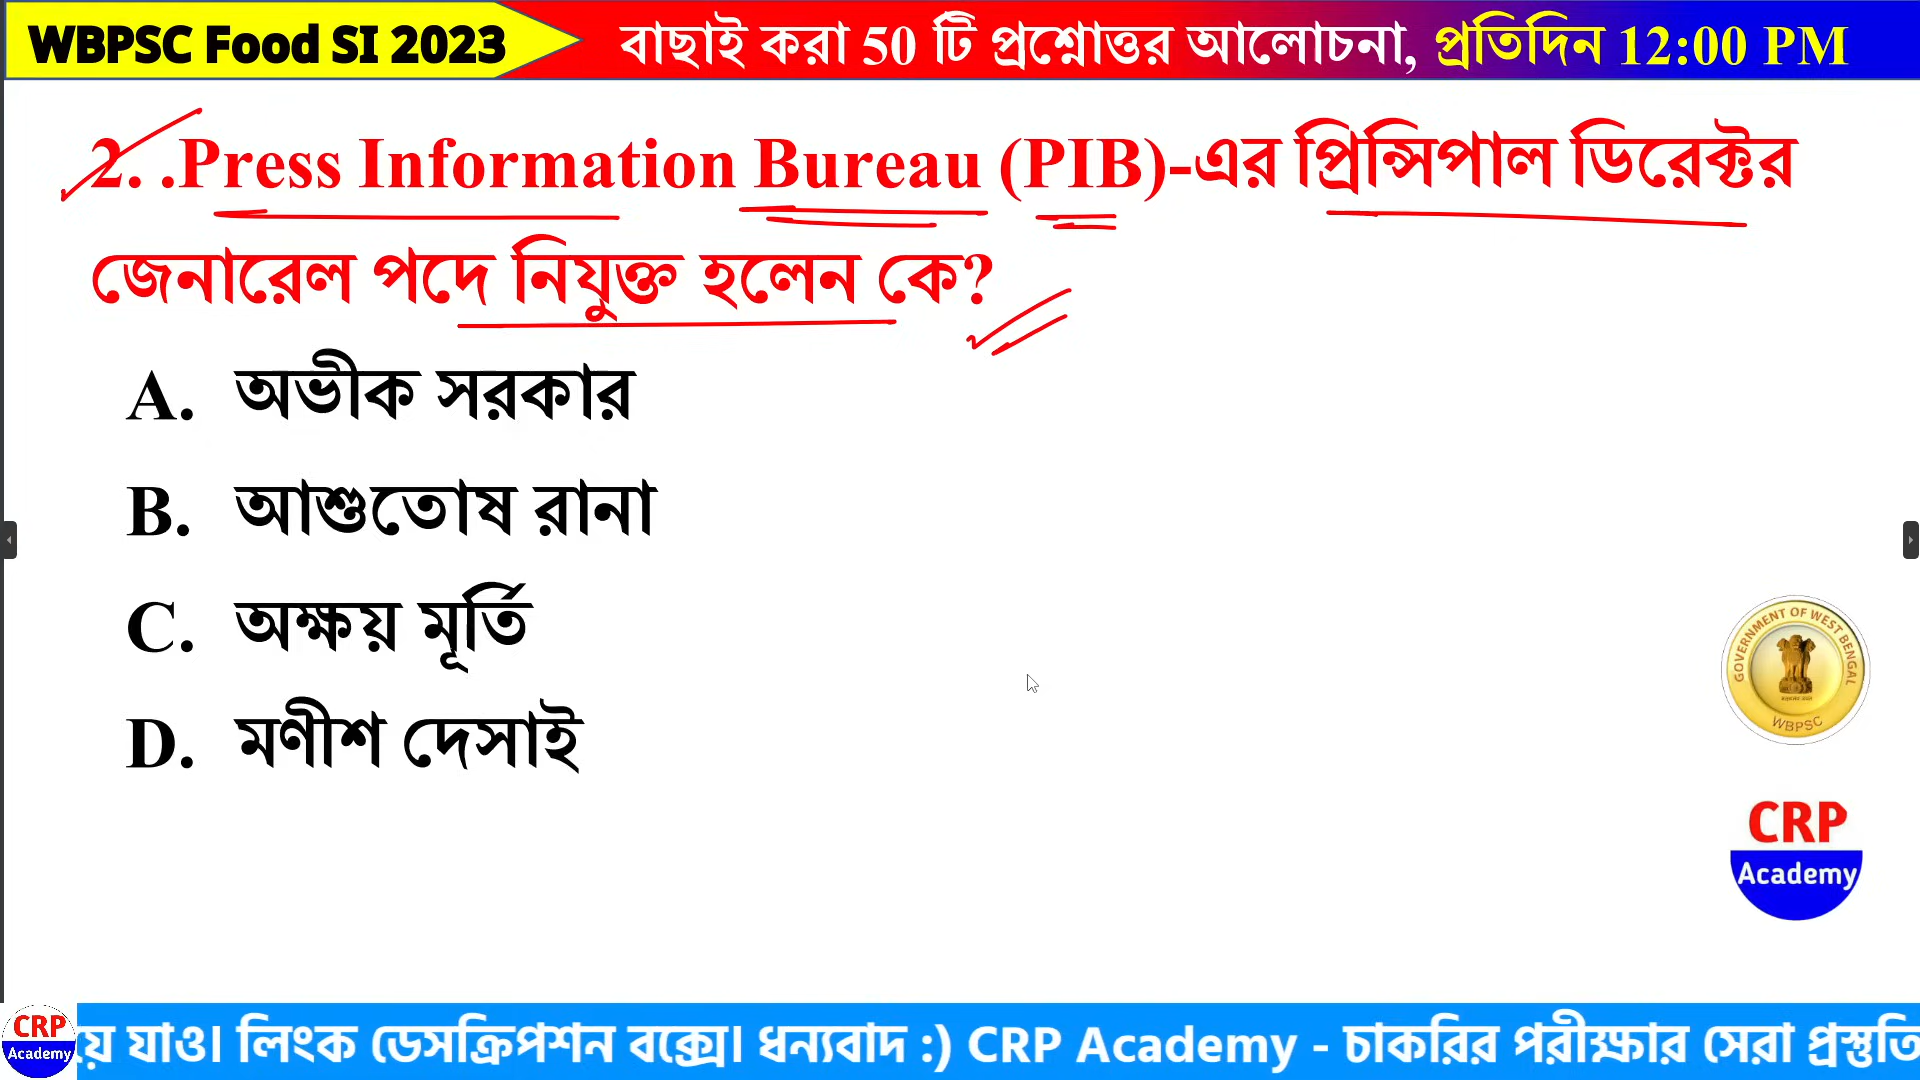 WBPSC Food SI 2023
বাছাই করা 50 টি প্রশ্নোত্তর আলোচনা, প্রতিদিন 12:00 PM
2. .Press Information Bureau (PIB)-এর প্রিন্সিপাল ডিরেক্টর
জেনারেল পদে নিযুক্ত হলেন কে?
A. অভীক সরকার
B. আশুতোষ রানা
C. অক্ষয় মূর্তি
D. মণীশ দেসাই
GOVERNMENT OF WEST BENGAL
WBPSC
CRP
Academy
CRP
Academy
যাও। লিংক ডেসক্রিপশন বক্সে। ধন্যবাদ :) CRP Academy - চাকরির পরীক্ষার সেরা প্রস্তুতি